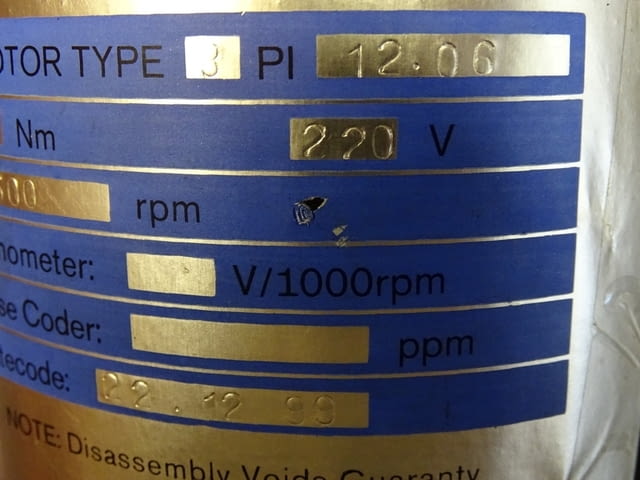 OTOR TYPE 3 PI 12.06
Nm 220 V
500 rpm
nometer: V/1000rpm
se Coder: ppm
tecode: 22.12 99
NOTE: Disassembly Voids Guaranty